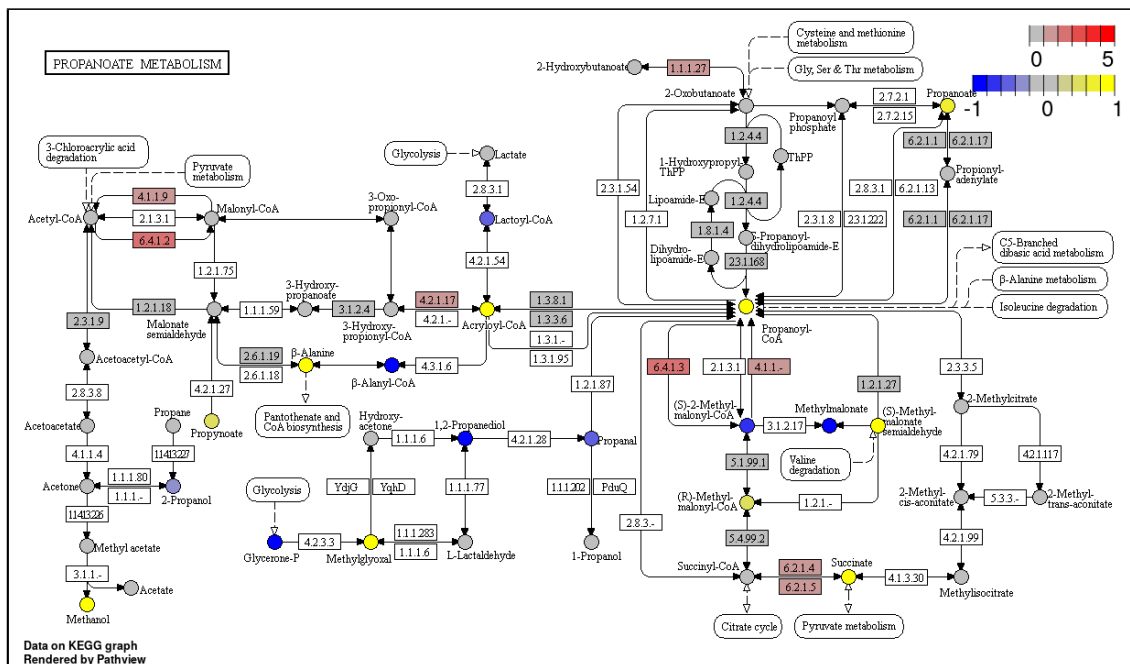 PROPANOATE METABOLISM
0
5
-1
0
1
Cysteine and methionine
metabolism
Gly, Ser & Thr metabolism
2-Hydroxybutanoate
1.1.1.27
2-Oxobutanoate
Propanoyl
phosphate
2.7.2.1
2.7.2.15
Propanoate
3-Chloroacrylic acid
degradation
Pyruvate
metabolism
Glycolysis
Lactate
1.2.4.4
ThPP
1-Hydroxypropyl-
ThPP
6.2.1.1
6.2.1.17
Propionyl-
adenylate
4.1.1.9
Acetyl-CoA
2.1.3.1
Malonyl-CoA
6.4.1.2
3-Oxo-
propionyl-CoA
2.8.3.1
Lactoyl-CoA
2.3.1.54
1.2.7.1
Lipoamide-E
1.2.4.4
1.8.1.4
S-Propanoyl-
dihydrolipoamide-E
Dihydro-
lipoamide-E
2.3.1.168
2.8.3.1
6.2.1.13
2.3.1.8
2.3.1.222
6.2.1.1
6.2.1.17
C5-Branched
dibasic acid metabolism
β-Alanine metabolism
Isoleucine degradation
1.2.1.75
4.2.1.54
3-Hydroxy-
propanoate
1.2.1.18
1.1.1.59
3.1.2.4
4.2.1.17
4.2.1.-
Acryloyl-CoA
1.3.8.1
1.3.3.6
1.3.1.-
1.3.1.95
Propanoyl-
CoA
2.3.1.9
Malonate
semialdehyde
3-Hydroxy-
propionyl-CoA
Acetoacetyl-CoA
2.6.1.19
2.6.1.18
β-Alanine
β-Alanyl-CoA
4.3.1.6
6.4.1.3
2.1.3.1
4.1.1.-
1.2.1.27
2.3.3.5
2.8.3.8
4.2.1.27
1.2.1.87
Acetoacetate
Propane
Propynoate
Pantothenate and
CoA biosynthesis
Hydroxy-
acetone
1.1.1.6
1,2-Propanediol
4.2.1.28
Propanal
(S)-2-Methyl-
malonyl-CoA
3.1.2.17
Methylmalonate
(S)-Methyl-
malonate
semialdehyde
2-Methylcitrate
4.1.1.4
1.14.13.227
Valine
degradation
5.1.99.1
4.2.1.79
4.2.1.117
Acetone
1.1.1.80
1.1.1.-
2-Propanol
Glycolysis
YdjG
YqhD
1.1.1.77
1.1.1.202
PduQ
2.8.3.-
(R)-Methyl-
malonyl-CoA
1.2.1.-
2-Methyl-
cis-aconitate
5.3.3.-
2-Methyl-
trans-aconitate
1.14.13.226
Methyl acetate
Glycerone-P
4.2.3.3
Methylglyoxal
1.1.1.283
1.1.1.6
L-Lactaldehyde
1-Propanol
5.4.99.2
4.2.1.99
3.1.1.-
Acetate
Methanol
Succinyl-CoA
6.2.1.4
6.2.1.5
Succinate
4.1.3.30
Methylisocitrate
Citrate cycle
Pyruvate metabolism
Data on KEGG graph
Rendered by Pathview